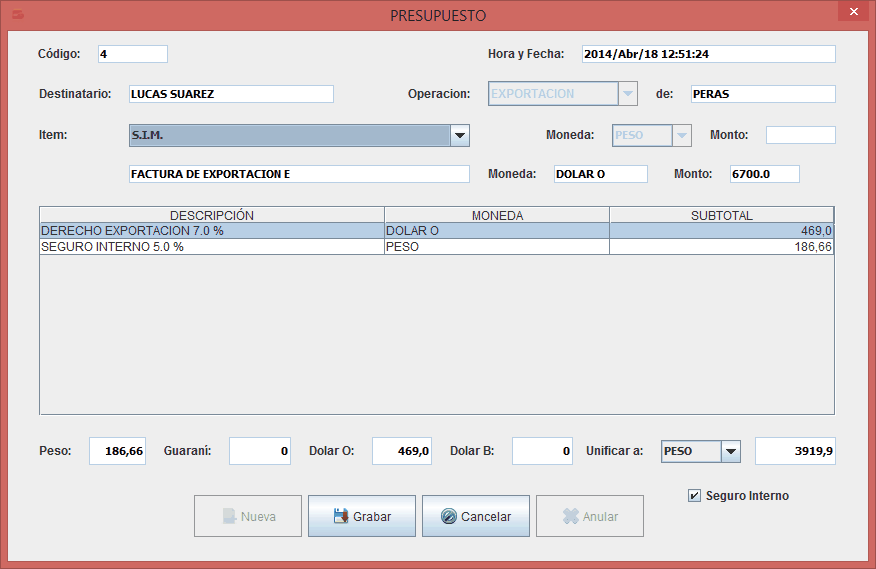 PRESUPUESTO
Código: 4 Hora y Fecha: 2014/Abr/18 12:51:24
Destinatario: LUCAS SUAREZ Operacion: EXPORTACION de: PERAS
Item: S.I.M. Moneda: PESO Monto:
FACTURA DE EXPORTACION E Moneda: DOLAR O Monto: 6700.0
DESCRIPCIÓN MONEDA SUBTOTAL
DERECHO EXPORTACION 7.0 % DOLAR O 469,0
SEGURO INTERNO 5.0 % PESO 186,66
Peso: 186,66 Guaraní: 0 Dolar O: 469,0 Dolar B: 0 Unificar a: PESO 3919,9
Seguro Interno
Nueva Grabar Cancelar Anular